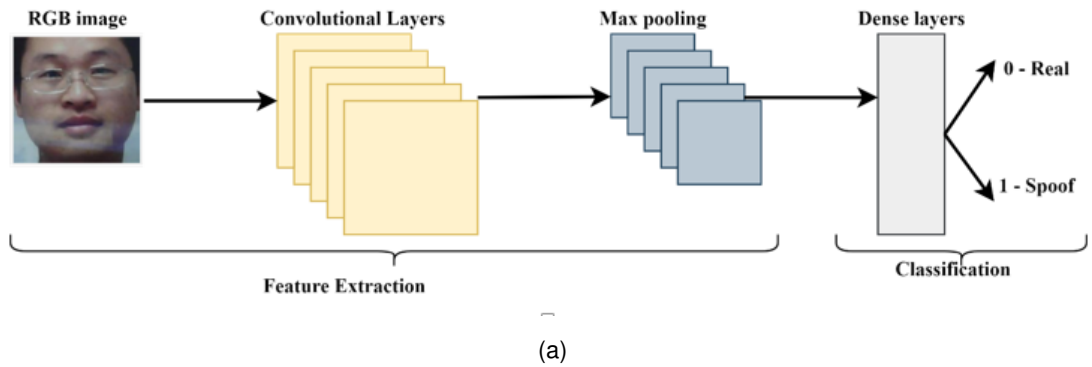 RGB image
Convolutional Layers
Max pooling
Dense layers
0 - Real
1 - Spoof
Feature Extraction
Classification
(a)